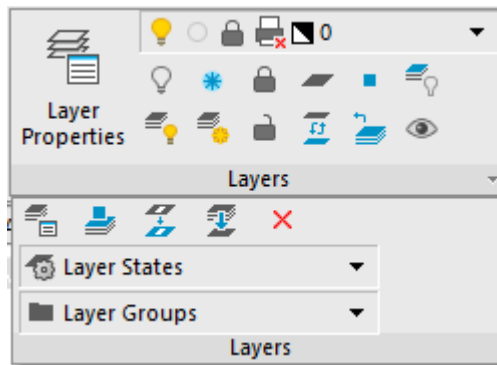 0
Layer
Properties
Layers
Layer States
Layer Groups
Layers